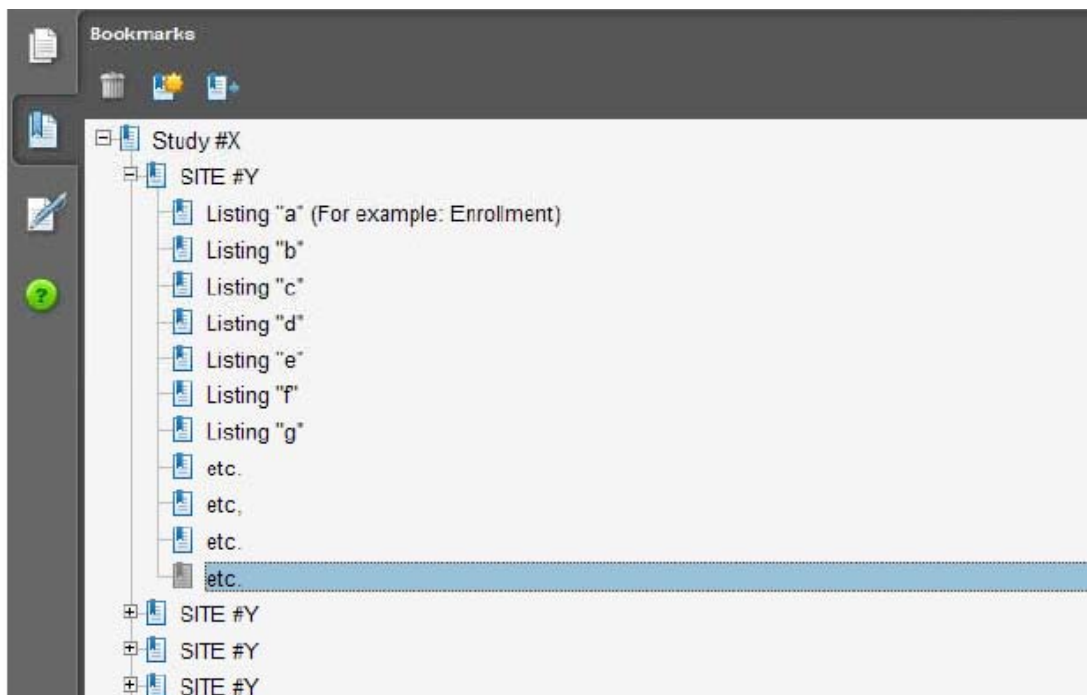 Bookmarks
Study #X
SITE #Y
Listing "a" (For example: Enrollment)
Listing "b"
Listing "c"
Listing "d"
Listing "e"
Listing "f"
Listing "g"
etc.
etc,
etc.
etc.
SITE #Y
SITE #Y
SITE #Y